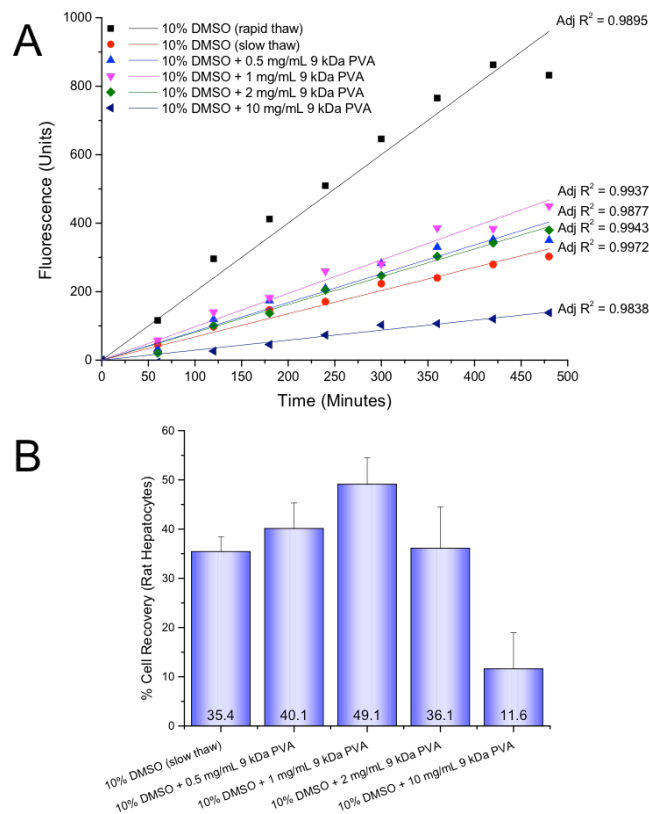 A
10% DMSO (rapid thaw)
10% DMSO (slow thaw)
10% DMSO + 0.5 mg/mL 9 kDa PVA
10% DMSO + 1 mg/mL 9 kDa PVA
10% DMSO + 2 mg/mL 9 kDa PVA
10% DMSO + 10 mg/mL 9 kDa PVA
Adj R² = 0.9895
Adj R² = 0.9937
Adj R² = 0.9877
Adj R² = 0.9943
Adj R² = 0.9972
Adj R² = 0.9838
Fluorescence (Units)
1000
800
600
400
200
0
0 50 100 150 200 250 300 350 400 450 500
Time (Minutes)
B
% Cell Recovery (Rat Hepatocytes)
60
50
40
30
20
10
0
35.4 40.1 49.1 36.1 11.6
10% DMSO (slow thaw)
10% DMSO + 0.5 mg/mL 9 kDa PVA
10% DMSO + 1 mg/mL 9 kDa PVA
10% DMSO + 2 mg/mL 9 kDa PVA
10% DMSO + 10 mg/mL 9 kDa PVA